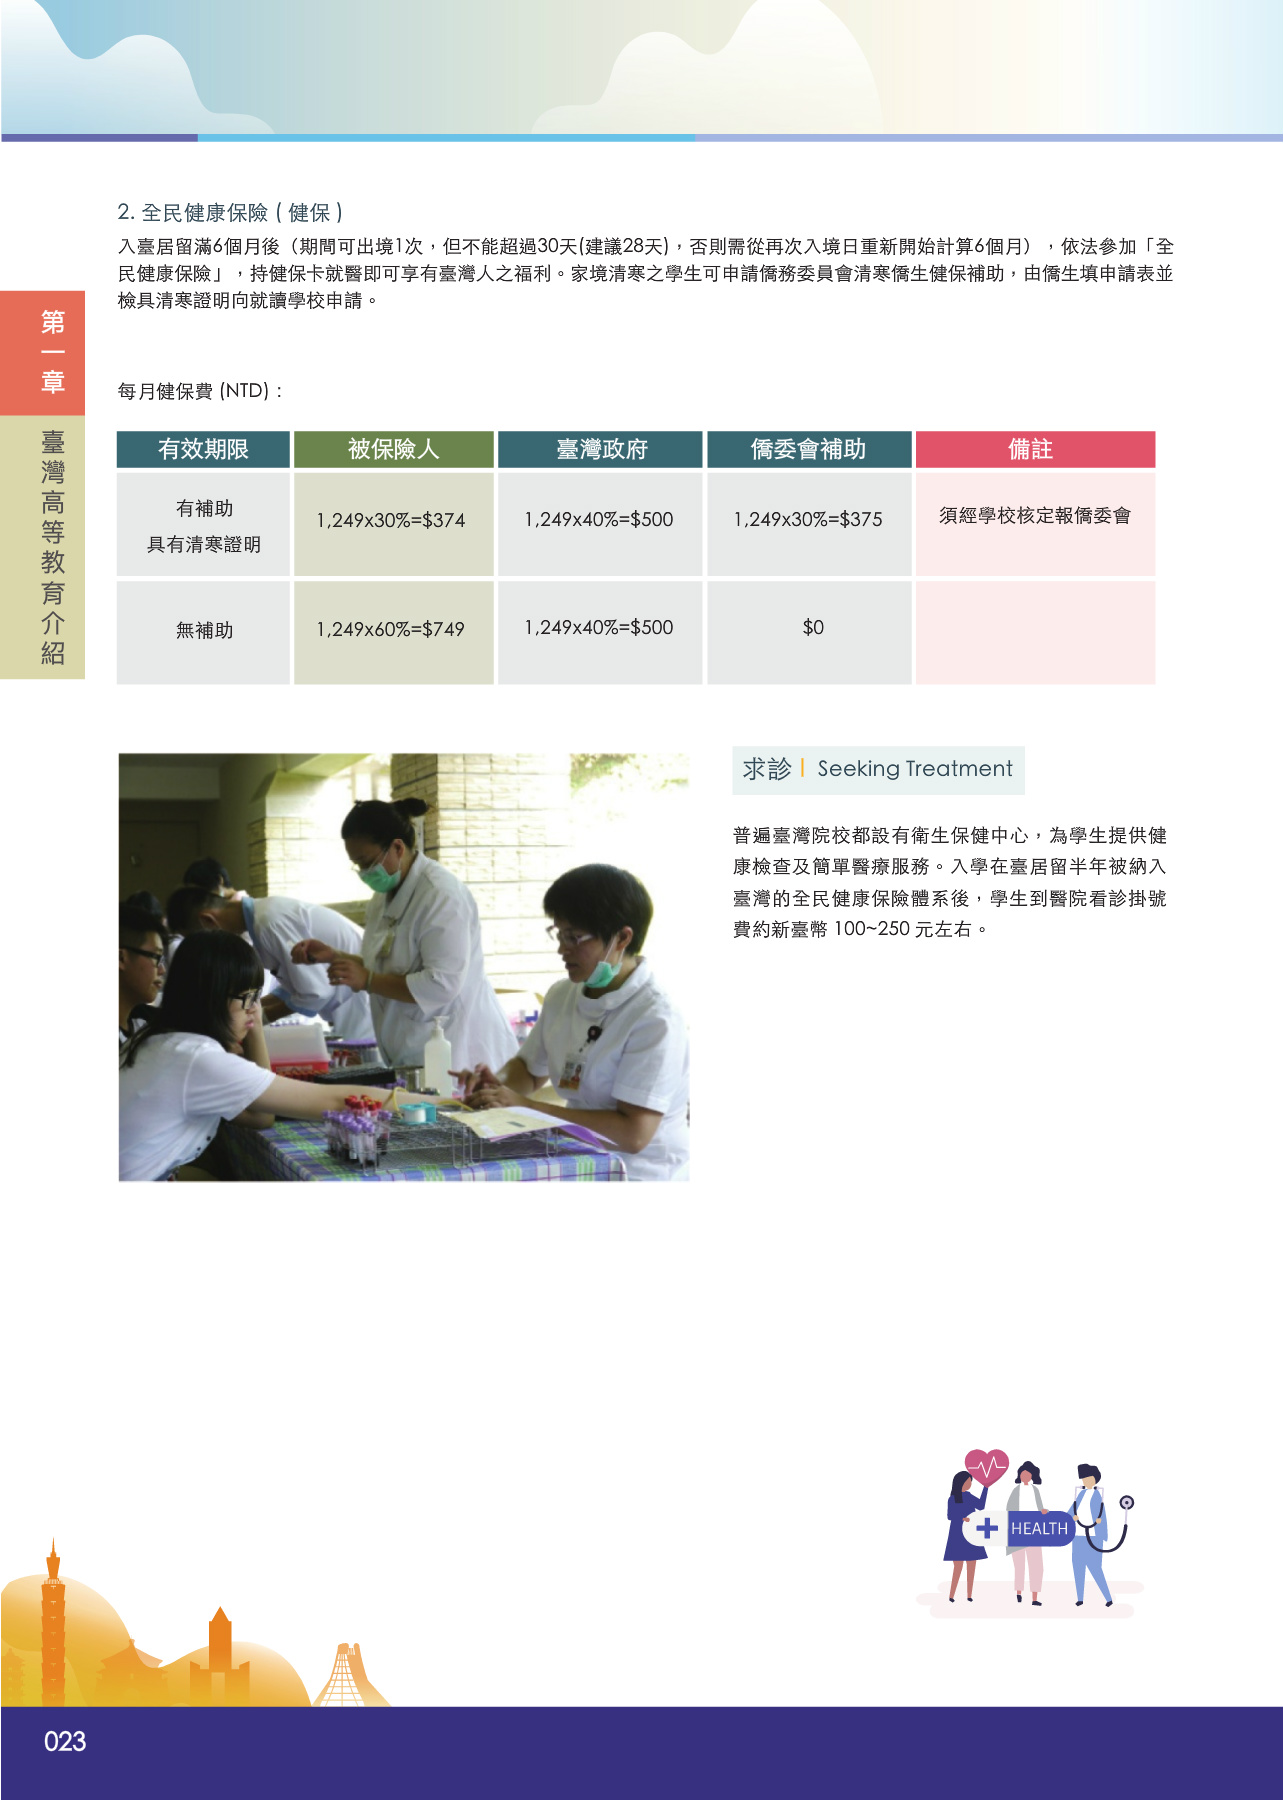 2. 全民健康保險 ( 健保 )
入臺居留滿6個月後（期間可出境1次，但不能超過30天(建議28天)，否則需從再次入境日重新開始計算6個月），依法參加「全
民健康保險」，持健保卡就醫即可享有臺灣人之福利。家境清寒之學生可申請僑務委員會清寒僑生健保補助，由僑生填申請表並
檢具清寒證明向就讀學校申請。
第一章
臺灣高等教育介紹
每月健保費 (NTD)：
有效期限 被保險人 臺灣政府 僑委會補助 備註
有補助
具有清寒證明
1,249x30%=$374 1,249x40%=$500 1,249x30%=$375 須經學校核定報僑委會
無補助 1,249x60%=$749 1,249x40%=$500 $0
求診 | Seeking Treatment
普遍臺灣院校都設有衛生保健中心，為學生提供健
康檢查及簡單醫療服務。入學在臺居留半年被納入
臺灣的全民健康保險體系後，學生到醫院看診掛號
費約新臺幣 100~250 元左右。
HEALTH
023